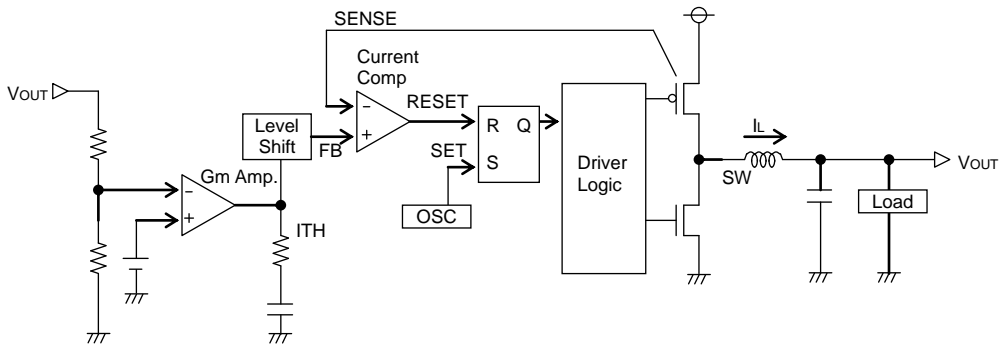 SENSE
Current
Comp
VOUT
RESET
Level
Shift
FB
R Q
S
SET
IL
VOUT
Gm Amp.
Driver
Logic
SW
Load
OSC
ITH
−
+
−
+